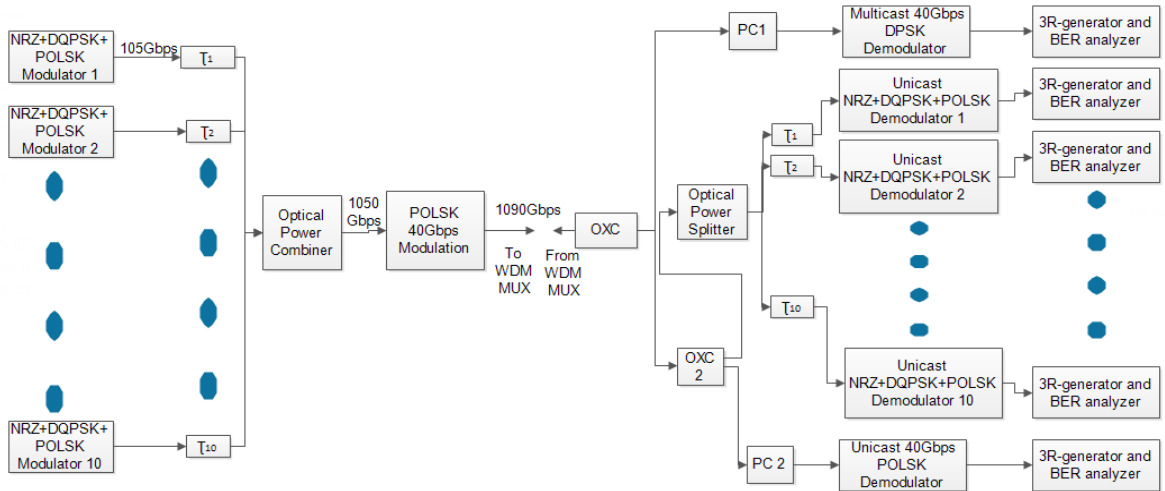 NRZ+DQPSK+
POLSK
Modulator 1
105Gbps
Ʈ1
NRZ+DQPSK+
POLSK
Modulator 2
Ʈ2
NRZ+DQPSK+
POLSK
Modulator 10
Ʈ10
Optical
Power
Combiner
1050
Gbps
POLSK
40Gbps
Modulation
1090Gbps
To
WDM
MUX
From
WDM
MUX
OXC
PC1
Multicast 40Gbps
DPSK
Demodulator
3R-generator and
BER analyzer
Optical
Power
Splitter
Ʈ1
Unicast
NRZ+DQPSK+POLSK
Demodulator 1
3R-generator and
BER analyzer
Ʈ2
Unicast
NRZ+DQPSK+POLSK
Demodulator 2
3R-generator and
BER analyzer
Ʈ10
Unicast
NRZ+DQPSK+POLSK
Demodulator 10
3R-generator and
BER analyzer
OXC
2
PC 2
Unicast 40Gbps
POLSK
Demodulator
3R-generator and
BER analyzer